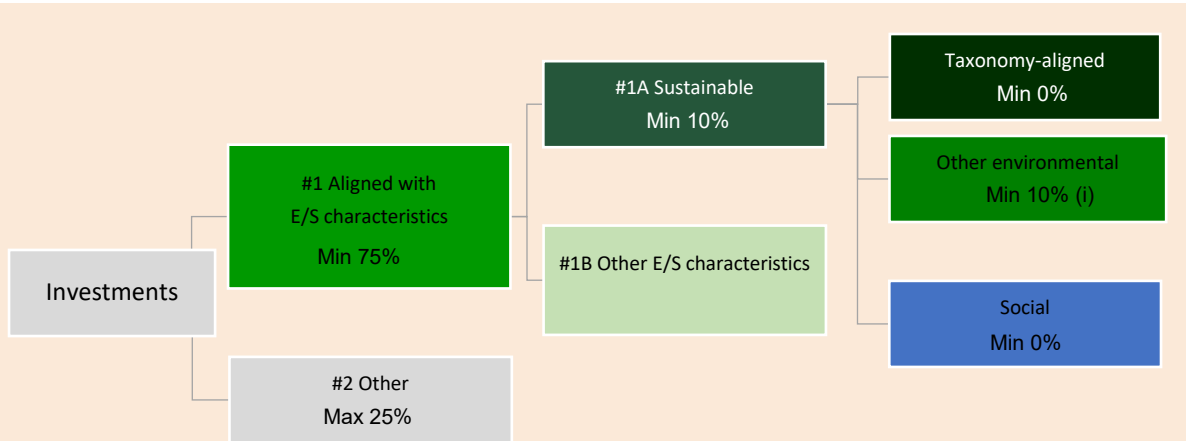 Investments
#1 Aligned with
E/S characteristics
Min 75%
#2 Other
Max 25%
#1A Sustainable
Min 10%
#1B Other E/S characteristics
Taxonomy-aligned
Min 0%
Other environmental
Min 10% (i)
Social
Min 0%